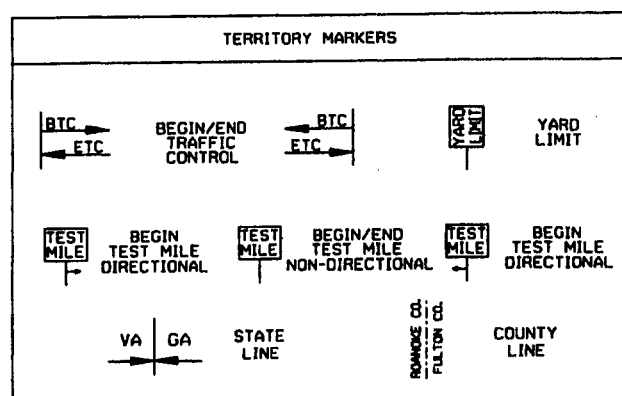 TERRITORY MARKERS
BTC
ETC
BEGIN/END
TRAFFIC
CONTROL
BTC
ETC
YARD
LIMIT
YARD
LIMIT
TEST
MILE
BEGIN
TEST MILE
DIRECTIONAL
TEST
MILE
BEGIN/END
TEST MILE
NON-DIRECTIONAL
TEST
MILE
BEGIN
TEST MILE
DIRECTIONAL
VA
GA
STATE
LINE
ROANOKE CO.
FULTON CO.
COUNTY
LINE